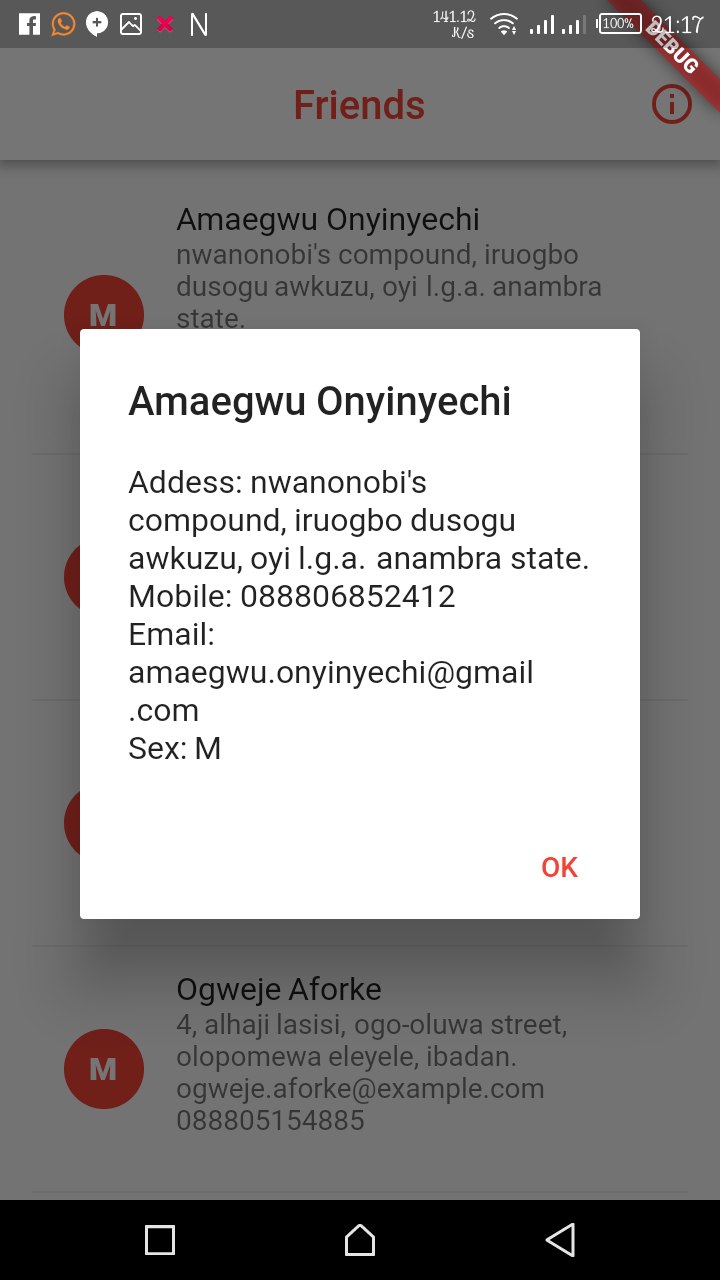 141.12
K/s
100%
21:17
DEBUG
Friends
Amaegwu Onyinyechi
nwanonobi's compound, iruogbo
dusogu awkuzu, oyi l.g.a. anambra
state.
M
Amaegwu Onyinyechi
Addess: nwanonobi's
compound, iruogbo dusogu
awkuzu, oyi l.g.a. anambra state.
Mobile: 088806852412
Email:
amaegwu.onyinyechi@gmail
.com
Sex: M
OK
Ogweje Aforke
4, alhaji lasisi, ogo-oluwa street,
olopomewa eleyele, ibadan.
M
ogweje.aforke@example.com
088805154885